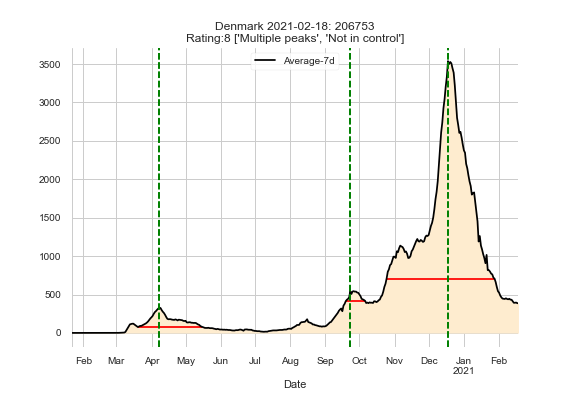 Denmark 2021-02-18: 206753
Rating:8 ['Multiple peaks', 'Not in control']
Average-7d
3500
3000
2500
2000
1500
1000
500
0
Feb Mar Apr May Jun Jul Aug Sep Oct Nov Dec Jan Feb
2021
Date